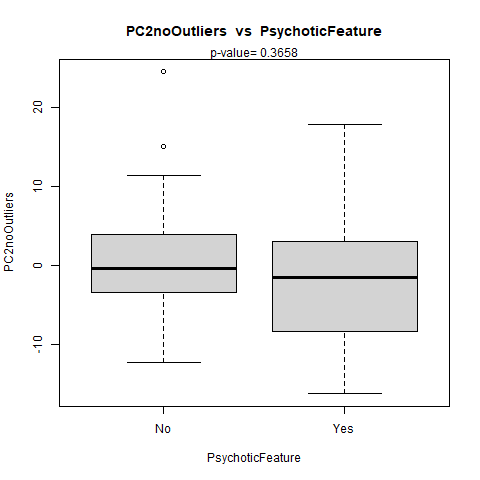 PC2noOutliers vs PsychoticFeature
p-value= 0.3658
PC2noOutliers
20
10
0
-10
No
Yes
PsychoticFeature